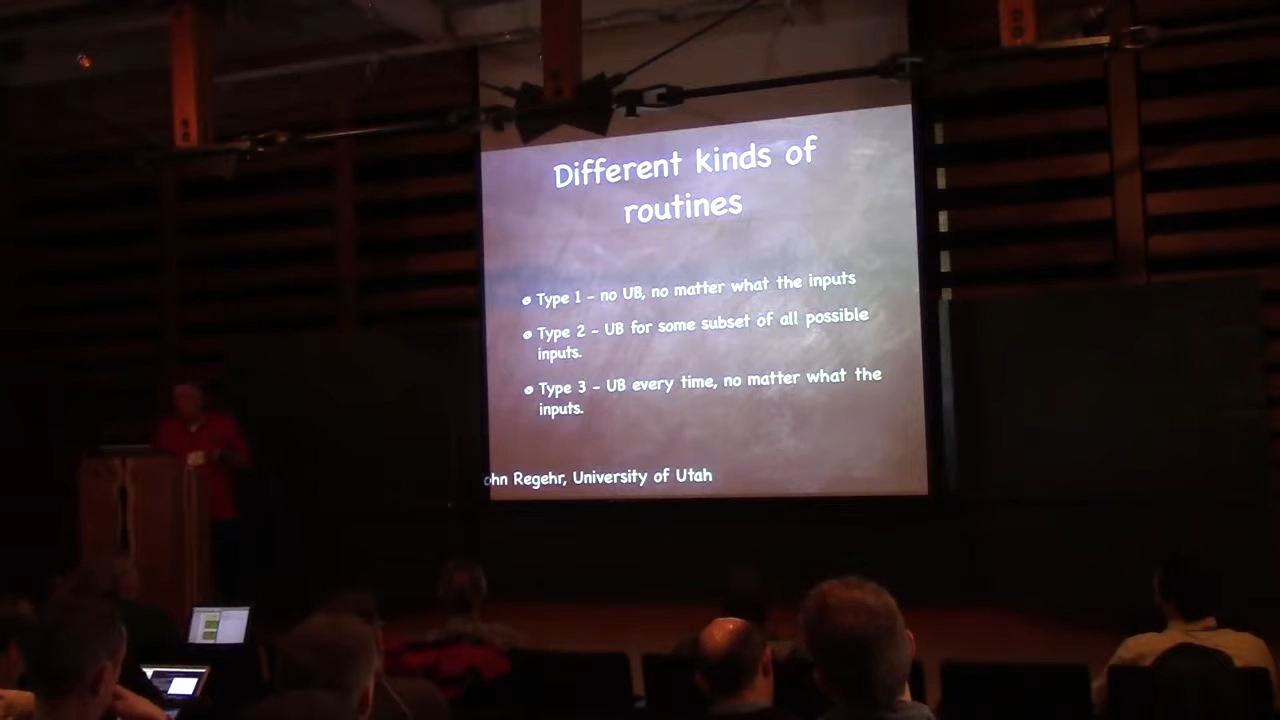 Different kinds of
routines
Type 1 - no UB, no matter what the inputs
Type 2 - UB for some subset of all possible
inputs.
Type 3 - UB every time, no matter what the
inputs.
ohn Regehr, University of Utah